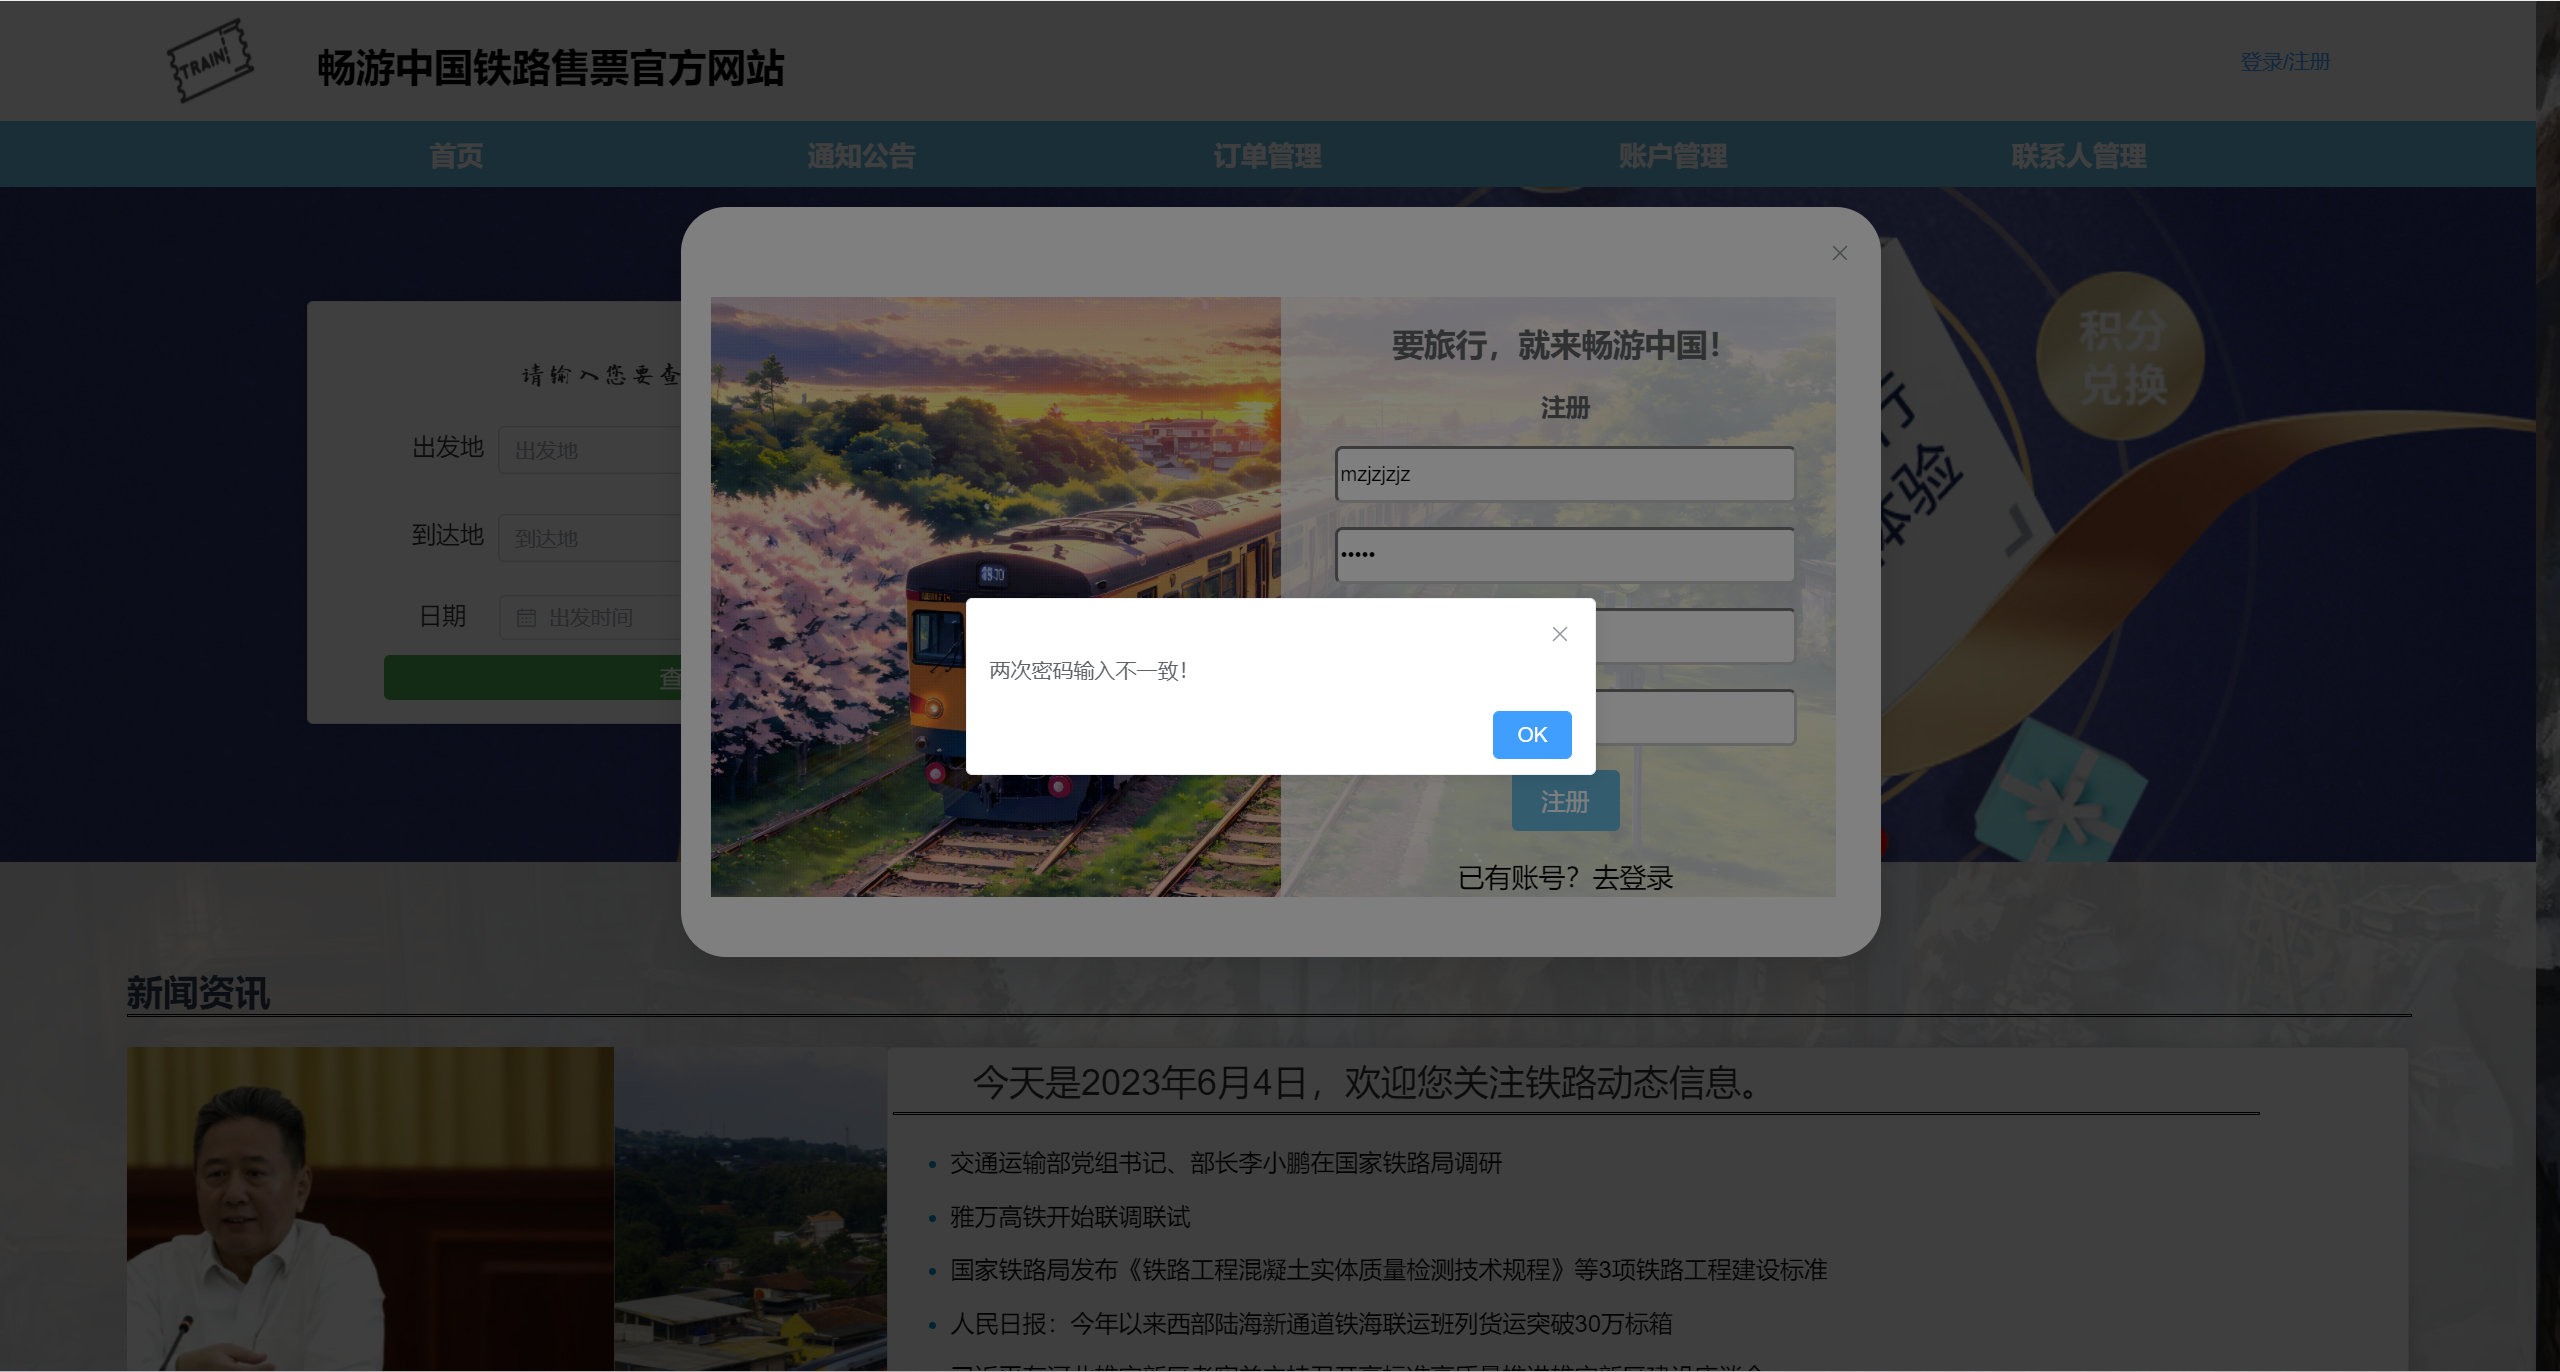 TRAIN!
畅游中国铁路售票官方网站
登录/注册
首页
通知公告
订单管理
账户管理
联系人管理
积分
兑换
行
体验
请输入您要查
出发地
出发地
到达地
到达地
日期
出发时间
查
要旅行，就来畅游中国！
注册
mzjzjzjz
•••••
两次密码输入不一致！
OK
注册
已有账号？去登录
新闻资讯
今天是2023年6月4日，欢迎您关注铁路动态信息。
交通运输部党组书记、部长李小鹏在国家铁路局调研
雅万高铁开始联调联试
国家铁路局发布《铁路工程混凝土实体质量检测技术规程》等3项铁路工程建设标准
人民日报：今年以来西部陆海新通道铁海联运班列货运突破30万标箱